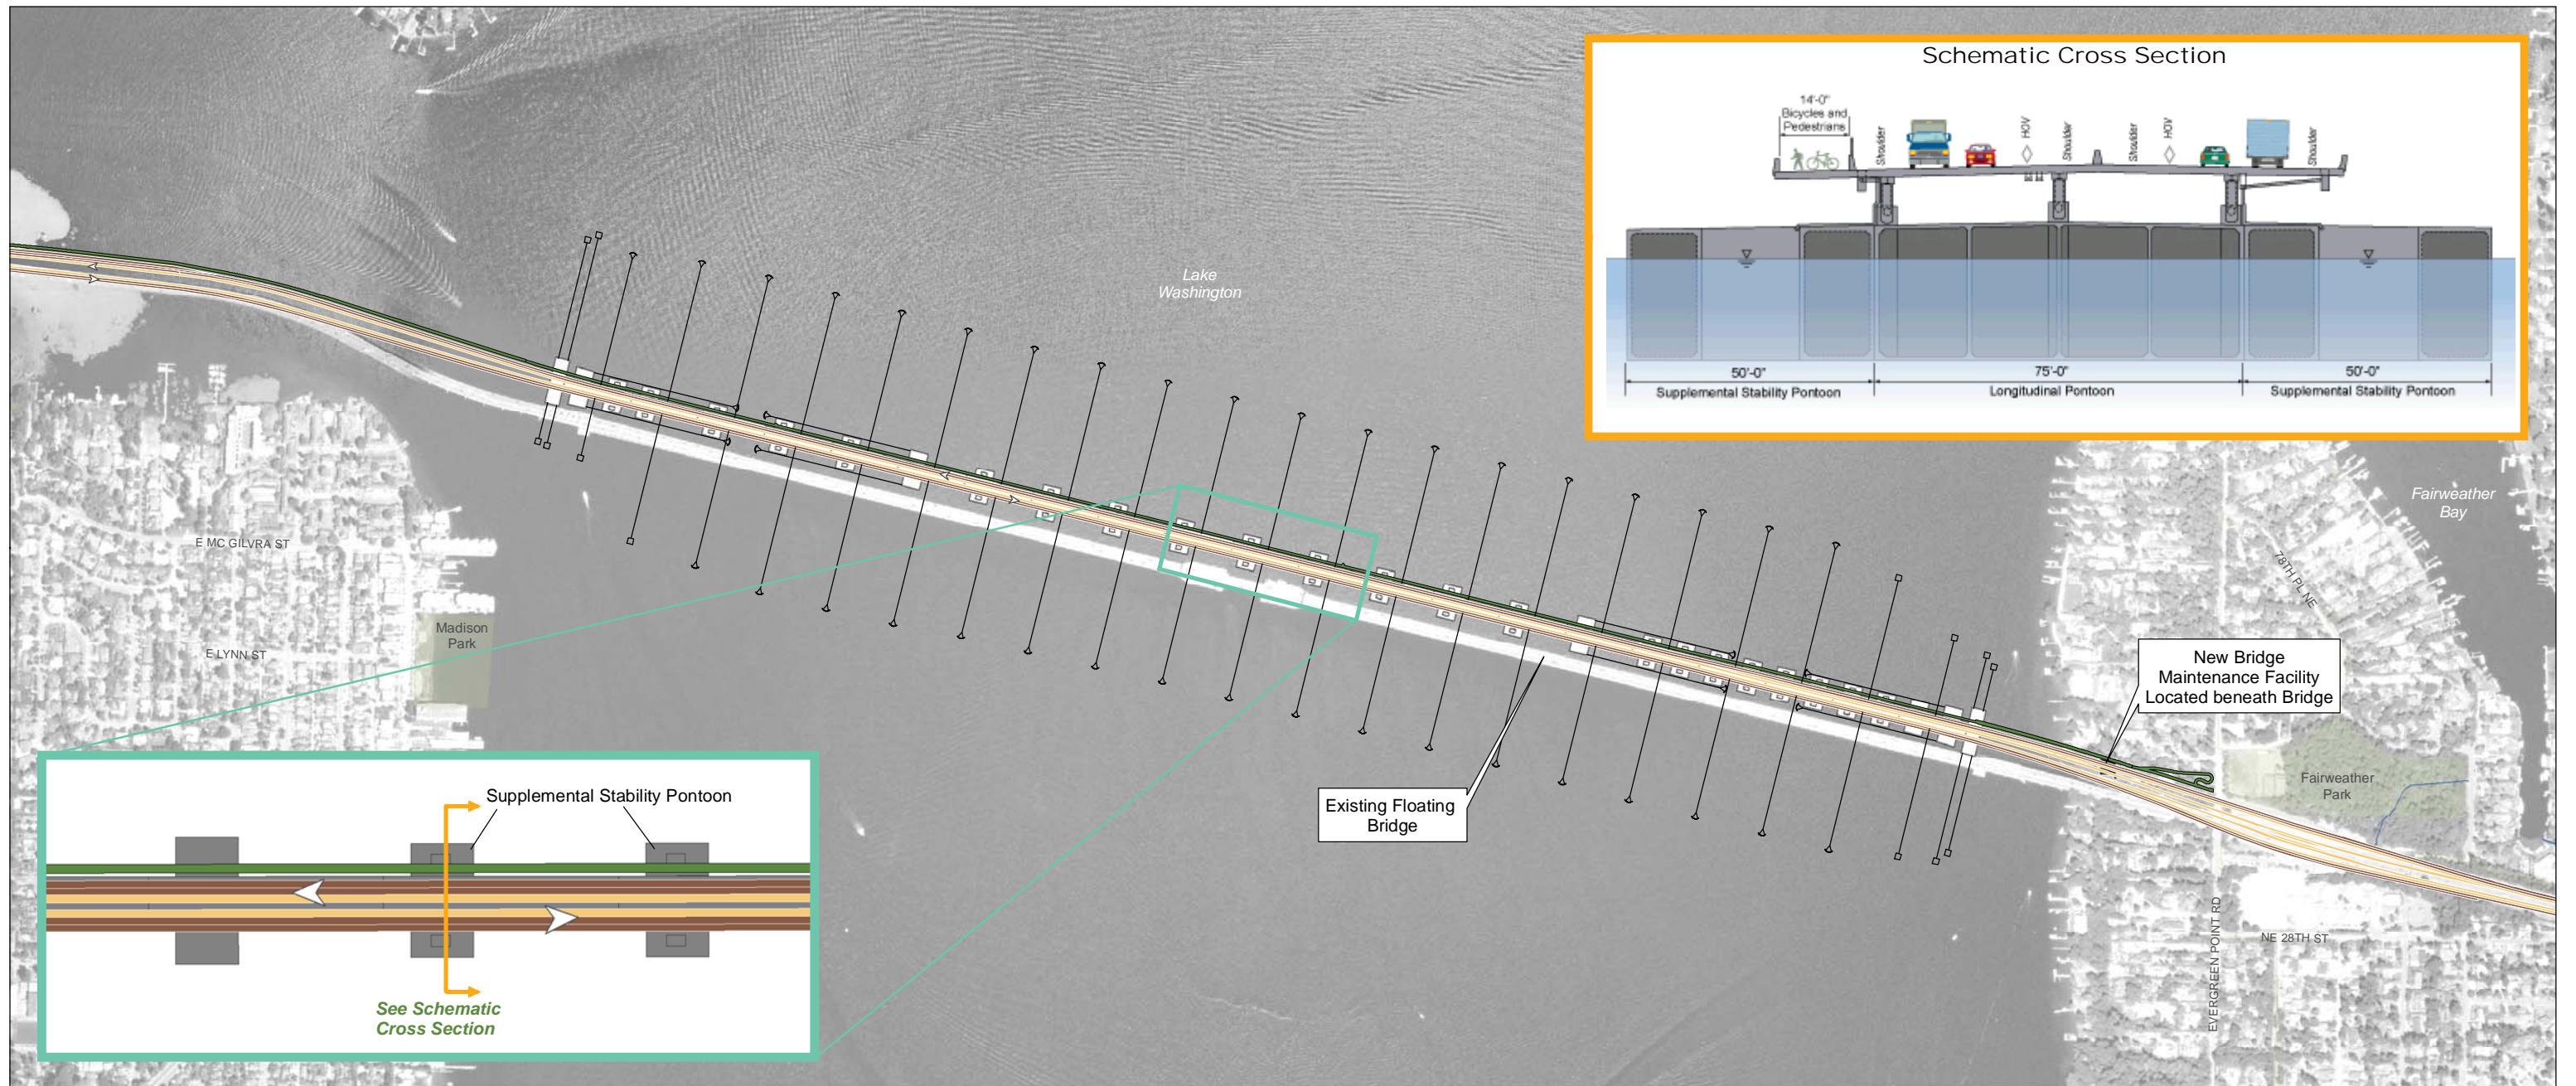 Schematic Cross Section
14'-0"
Bicycles and
Pedestrians
Shoulder
HOV
Shoulder
Shoulder
HOV
Shoulder
50'-0"
Supplemental Stability Pontoon
75'-0"
Longitudinal Pontoon
50'-0"
Supplemental Stability Pontoon
Lake
Washington
Fairweather
Bay
78TH PL NE
E MC GILVRA ST
Madison
Park
E LYNN ST
New Bridge
Maintenance Facility
Located beneath Bridge
Fairweather
Park
Existing Floating
Bridge
EVERGREEN POINT RD
NE 28TH ST
Supplemental Stability Pontoon
See Schematic
Cross Section